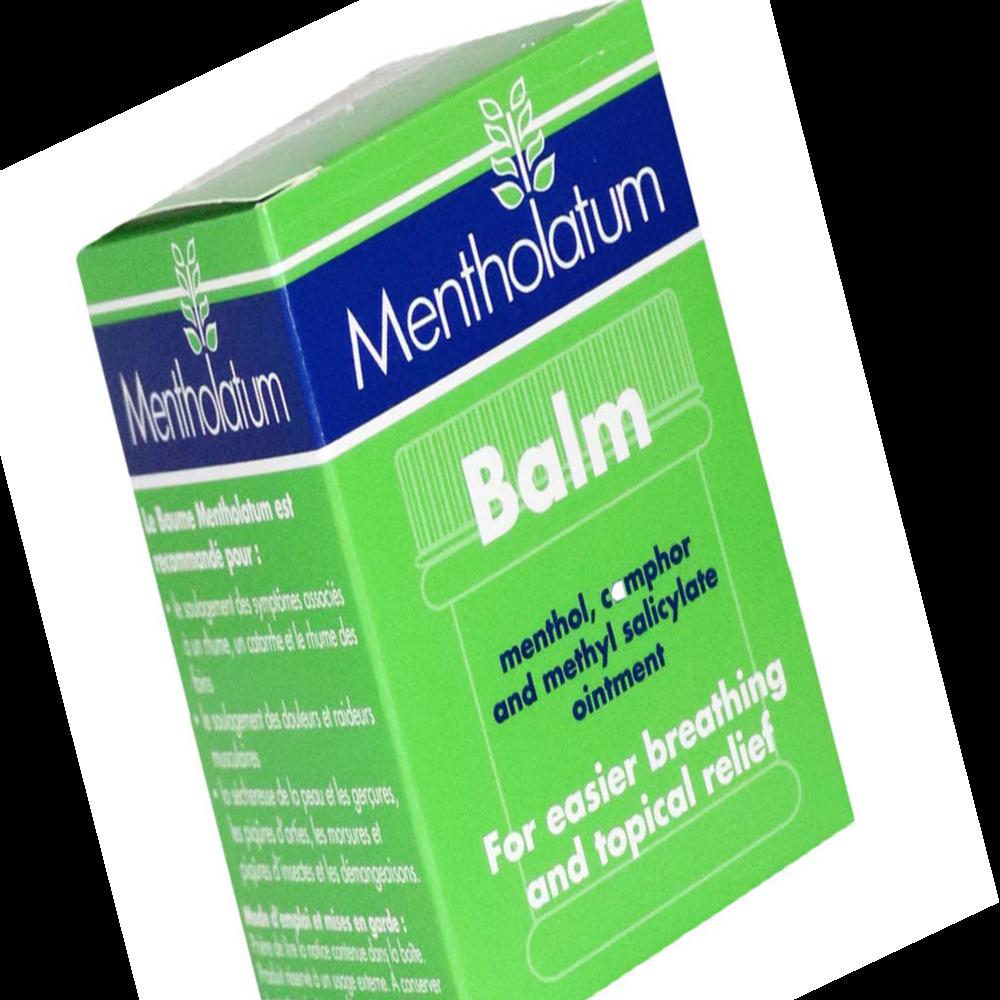 Mentholatum
Balm
menthol, camphor
and methyl salicylate
ointment
For easier breathing
and topical relief
Mentholatum
Le Baume Mentholatum est
recommandé pour :
• le soulagement des symptômes associés
à un rhume, un catarrhe et le rhume des
foins
• le soulagement des douleurs et raideurs
musculaires
• la sécheresse de la peau et les gerçures,
les piqûres d'orties, les morsures et
piqûres d'insectes et les démangeaisons.
Mode d'emploi et mises en garde :
Prière de lire la notice contenue dans la boîte.
Produit réservé à un usage externe. A conserver